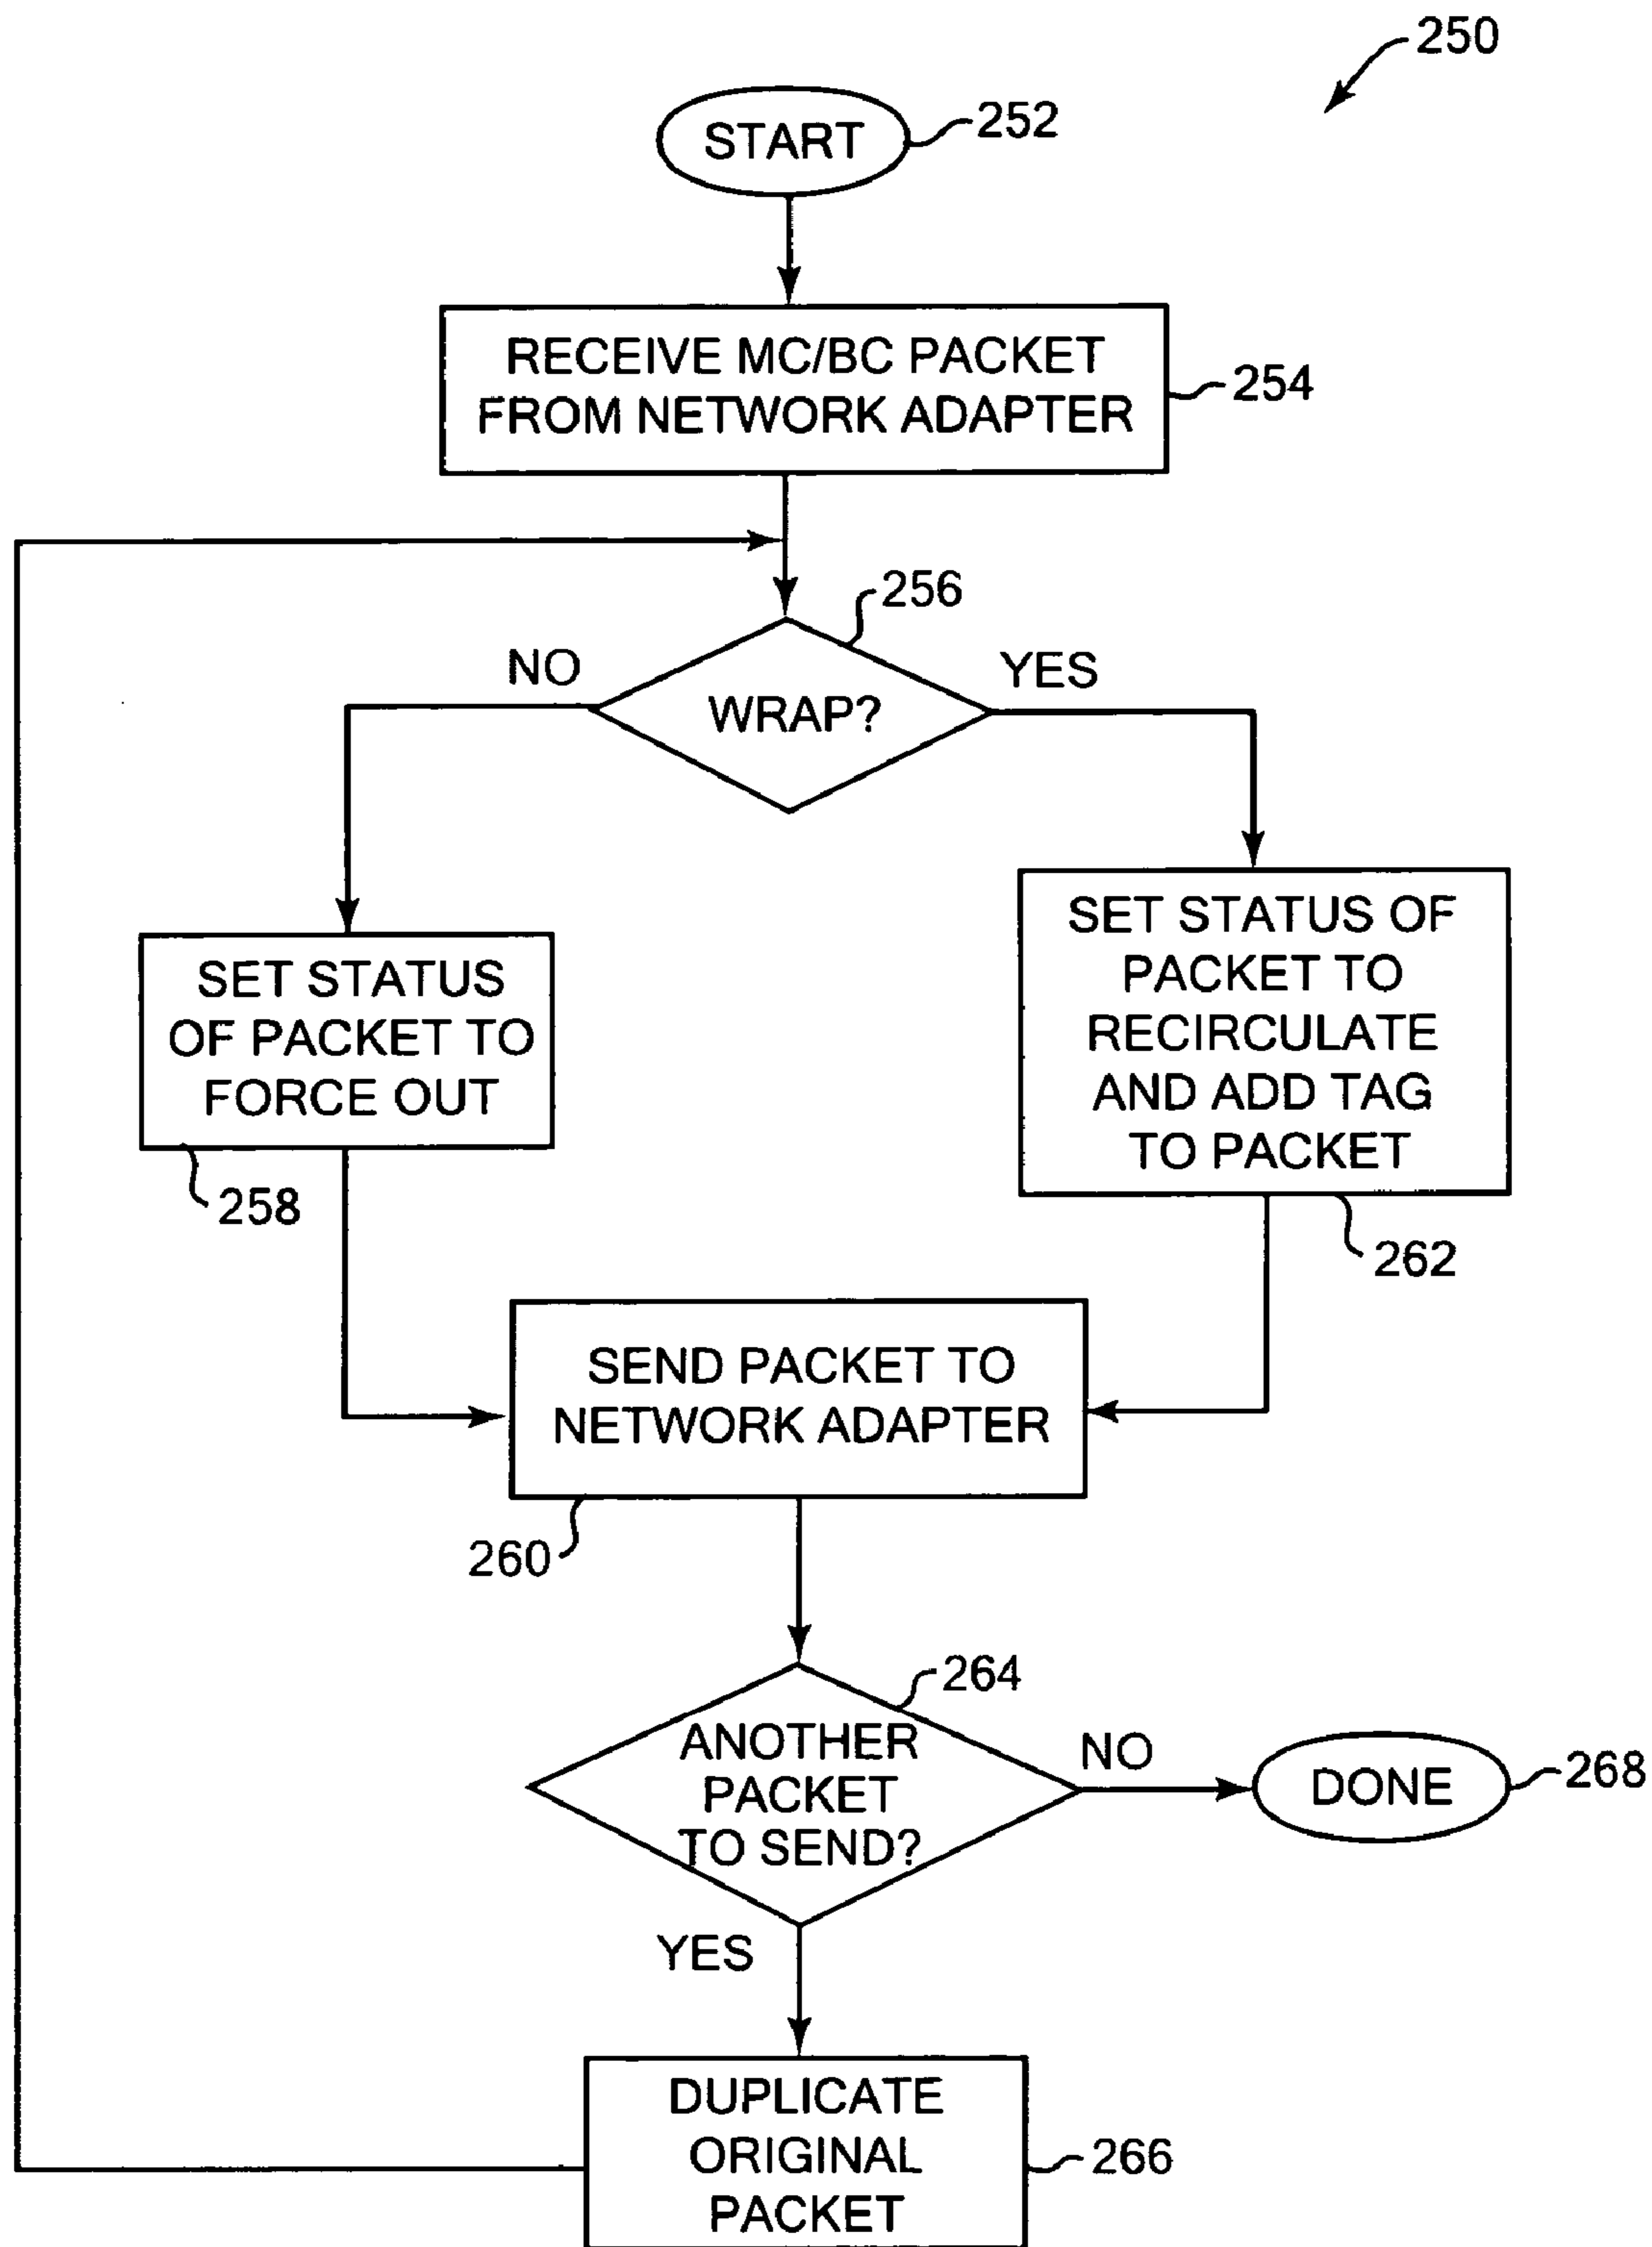 250
START
252
RECEIVE MC/BC PACKET
FROM NETWORK ADAPTER
254
256
NO
YES
WRAP?
SET STATUS
OF PACKET TO
FORCE OUT
258
SET STATUS OF
PACKET TO
RECIRCULATE
AND ADD TAG
TO PACKET
262
SEND PACKET TO
NETWORK ADAPTER
260
264
ANOTHER
PACKET
TO SEND?
NO
DONE
268
YES
DUPLICATE
ORIGINAL
PACKET
266